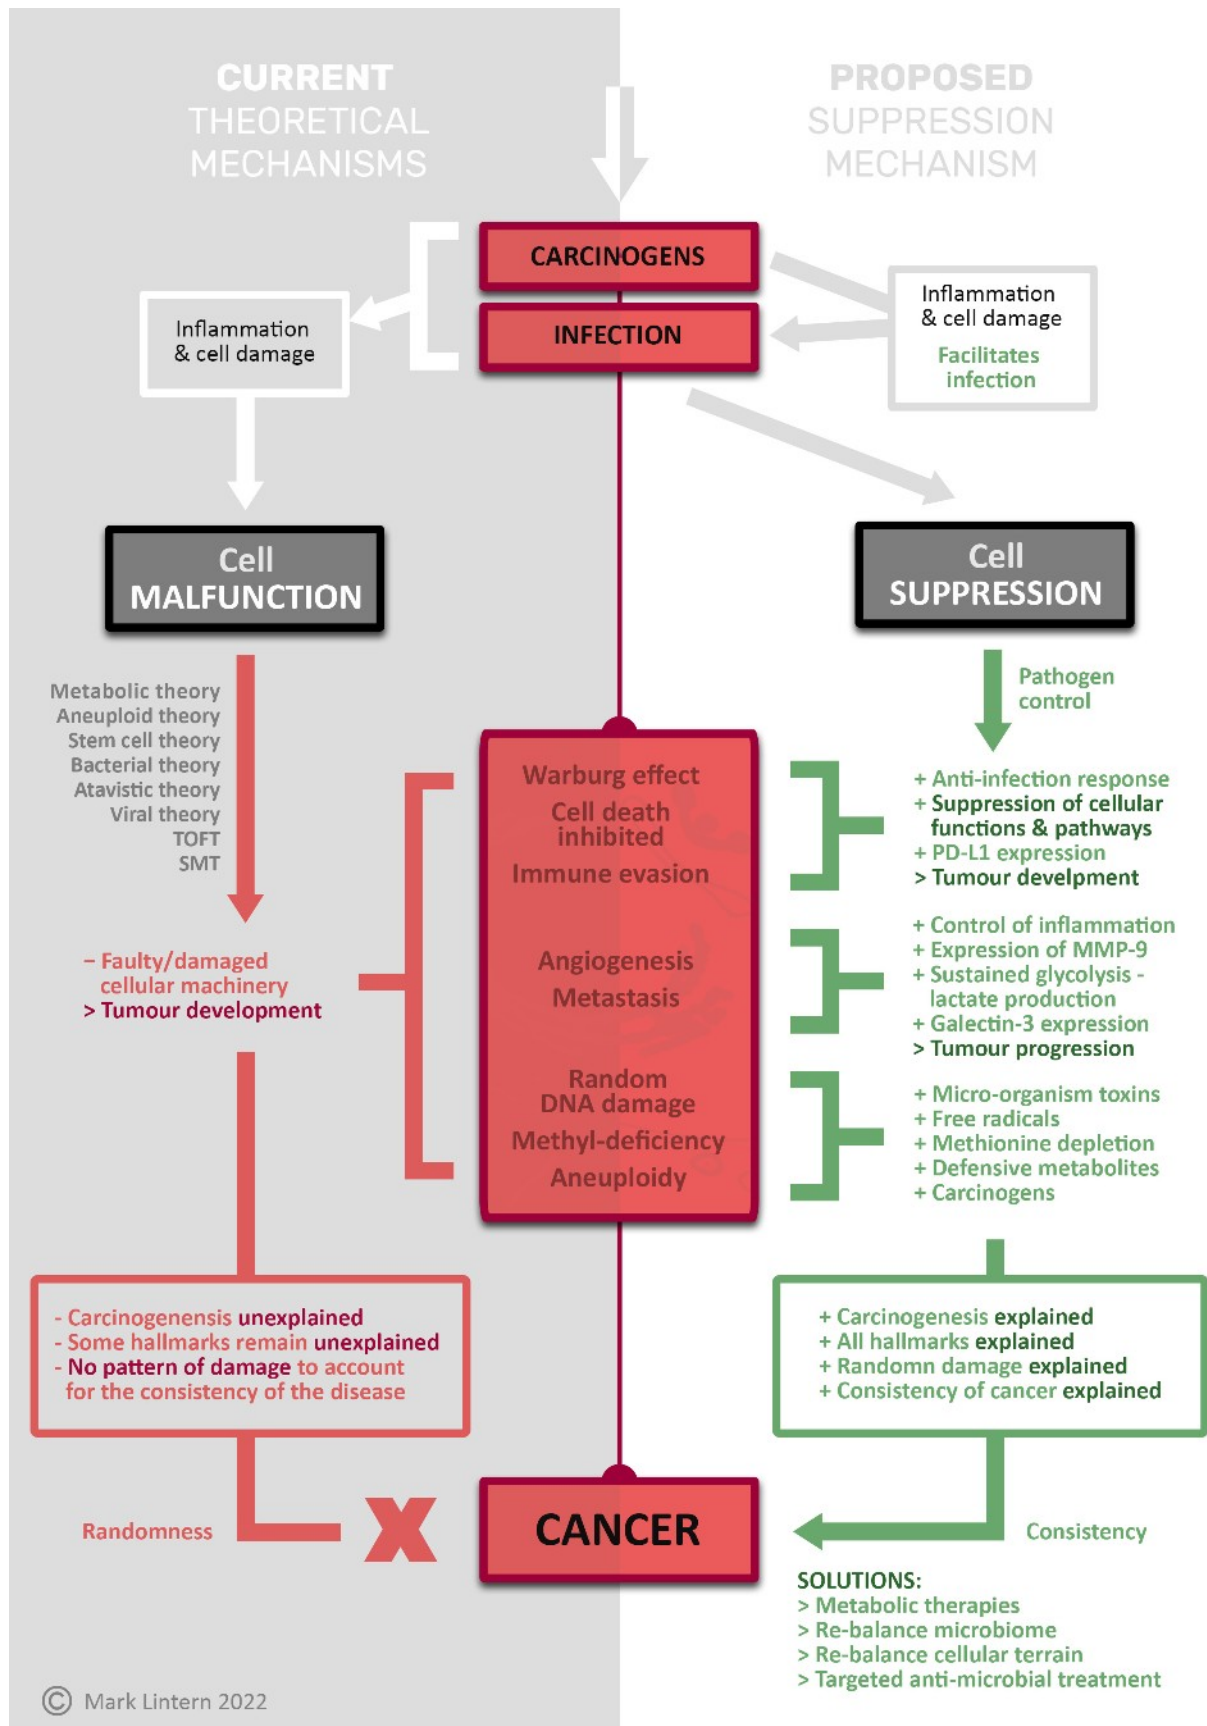 CURRENT
THEORETICAL
MECHANISMS
PROPOSED
SUPPRESSION
MECHANISM
CARCINOGENS
INFECTION
Inflammation
& cell damage
Inflammation
& cell damage
Facilitates
infection
Cell
MALFUNCTION
Cell
SUPPRESSION
Metabolic theory
Aneuploid theory
Stem cell theory
Bacterial theory
Atavistic theory
Viral theory
TOFT
SMT
Pathogen
control
– Faulty/damaged
cellular machinery
> Tumour development
Warburg effect
Cell death
inhibited
Immune evasion
Angiogenesis
Metastasis
Random
DNA damage
Methyl-deficiency
Aneuploidy
+ Anti-infection response
+ Suppression of cellular
functions & pathways
+ PD-L1 expression
> Tumour develpment
+ Control of inflammation
+ Expression of MMP-9
+ Sustained glycolysis -
lactate production
+ Galectin-3 expression
> Tumour progression
+ Micro-organism toxins
+ Free radicals
+ Methionine depletion
+ Defensive metabolites
+ Carcinogens
- Carcinogenensis unexplained
- Some hallmarks remain unexplained
- No pattern of damage to account
for the consistency of the disease
+ Carcinogenesis explained
+ All hallmarks explained
+ Randomn damage explained
+ Consistency of cancer explained
Randomness
X
CANCER
Consistency
SOLUTIONS:
> Metabolic therapies
> Re-balance microbiome
> Re-balance cellular terrain
> Targeted anti-microbial treatment
© Mark Lintern 2022